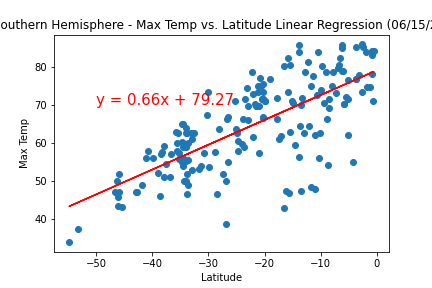 outhern Hemisphere - Max Temp vs. Latitude Linear Regression (06/15/2
80
70
60
50
40
Max Temp
y = 0.66x + 79.27
−50
−40
−30
−20
−10
0
Latitude